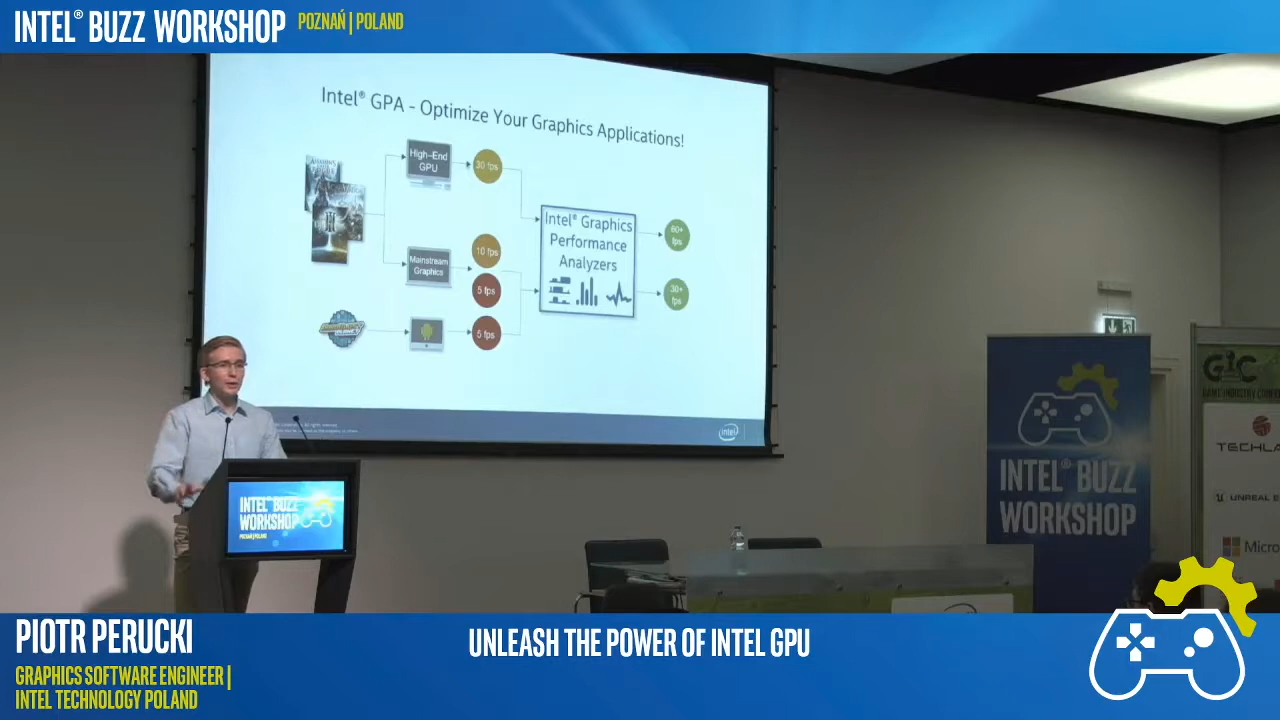 INTEL® BUZZ WORKSHOP POZNAŃ | POLAND
Intel® GPA - Optimize Your Graphics Applications!
High-End
GPU
30 fps
Mainstream
Graphics
10 fps
5 fps
5 fps
Intel® Graphics
Performance
Analyzers
60+
fps
30+
fps
intel
INTEL® BUZZ
WORKSHOP
POZNAŃ | POLAND
INTEL® BUZZ
WORKSHOP
GIC
TECHLA
UNREAL E
Micro
PIOTR PERUCKI
GRAPHICS SOFTWARE ENGINEER |
INTEL TECHNOLOGY POLAND
UNLEASH THE POWER OF INTEL GPU